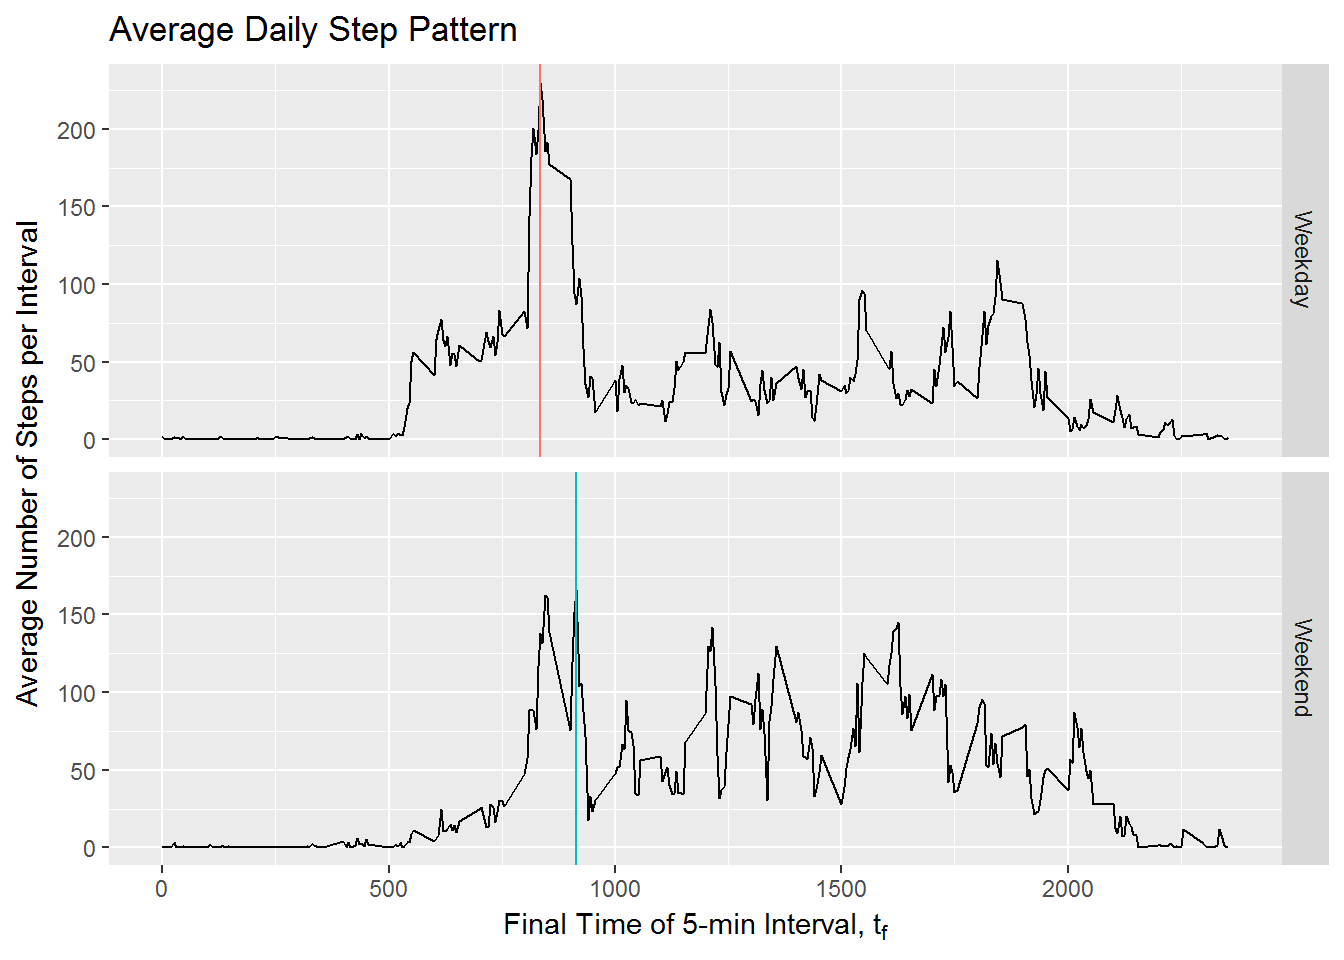 Average Daily Step Pattern
Average Number of Steps per Interval
200
150
100
50
0
Weekday
200
150
100
50
0
Weekend
0 500 1000 1500 2000
Final Time of 5-min Interval, tf